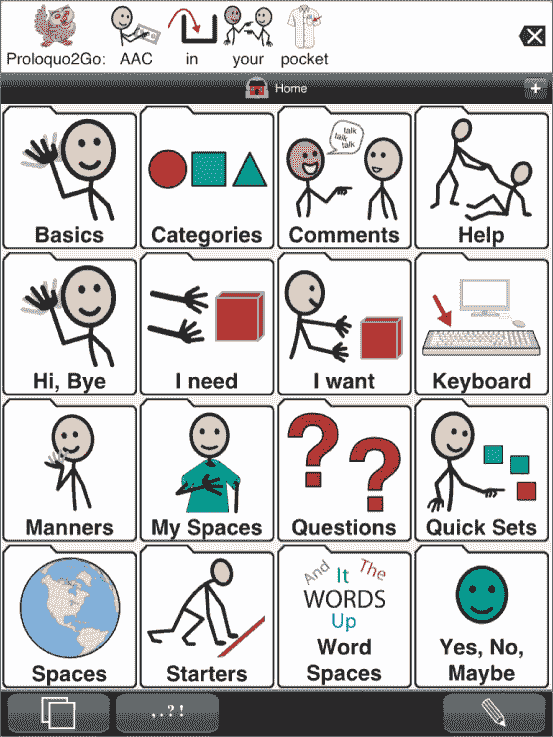 Proloquo2Go: AAC in your pocket
Home
+
talk
talk
talk
Basics Categories Comments Help
Hi, Bye I need I want Keyboard
Manners My Spaces Questions Quick Sets
And It The
WORDS
Up
Spaces Starters Word Spaces Yes, No, Maybe
, . ? !